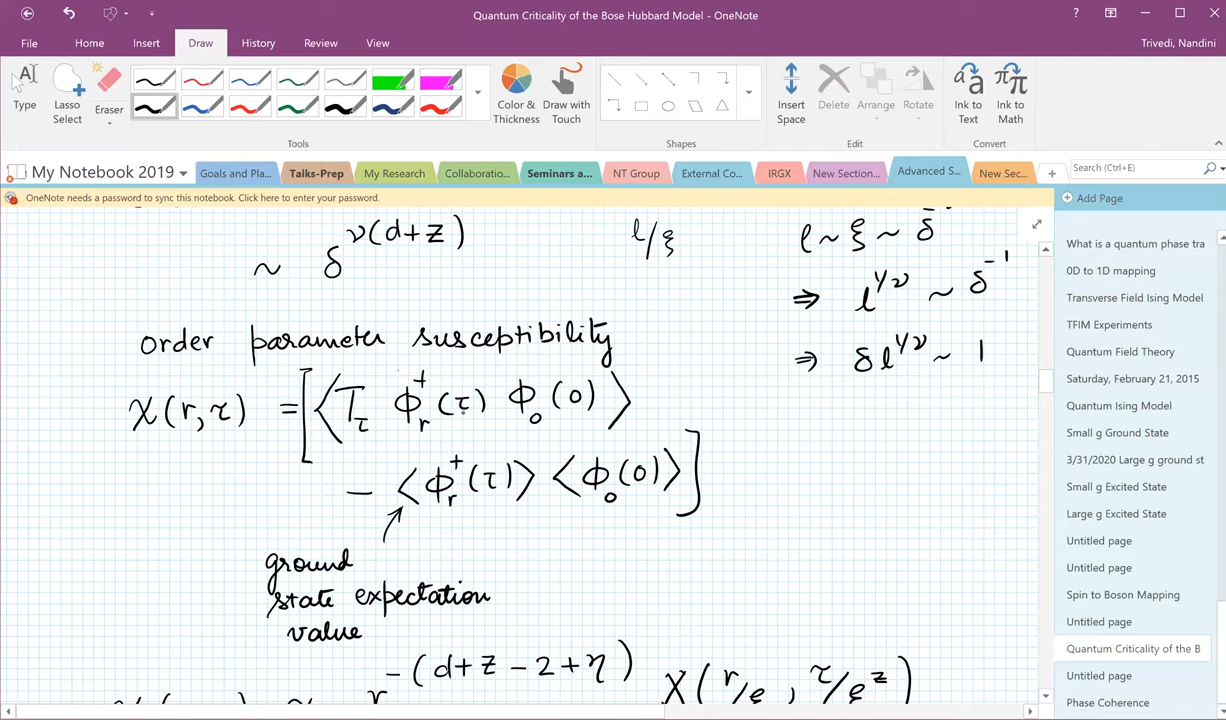 Quantum Criticality of the Bose Hubbard Model - OneNote
Trivedi, Nandini
File Home Insert Draw History Review View
Type
Lasso Select
Eraser
Color & Thickness
Draw with Touch
Insert Space
Delete
Arrange
Rotate
Ink to Text
Ink to Math
Tools
Shapes
Edit
Convert
My Notebook 2019
Goals and Pla...
Talks-Prep
My Research
Collaboratio...
Seminars a...
NT Group
External Co...
IRGX
New Section...
Advanced S...
New Sec...
Search (Ctrl+E)
OneNote needs a password to sync this notebook. Click here to enter your password.
Add Page
~ δ^ν(d+z)
l/ξ
l ~ ξ ~ δ^-
⇒ l^1/ν ~ δ^-1
⇒ δl^1/ν ~ 1
order parameter susceptibility
χ(r,τ) = [⟨T_τ Φ_r^†(τ) Φ_0(0)⟩
− ⟨Φ_r^†(τ)⟩ ⟨Φ_0(0)⟩]
ground
state expectation
value
r^-(d+z-2+η) X(r/ξ, τ/ξ^z)
What is a quantum phase tra
0D to 1D mapping
Transverse Field Ising Model
TFIM Experiments
Quantum Field Theory
Saturday, February 21, 2015
Quantum Ising Model
Small g Ground State
3/31/2020 Large g ground st
Small g Excited State
Large g Excited State
Untitled page
Untitled page
Spin to Boson Mapping
Untitled page
Quantum Criticality of the B
Untitled page
Phase Coherence